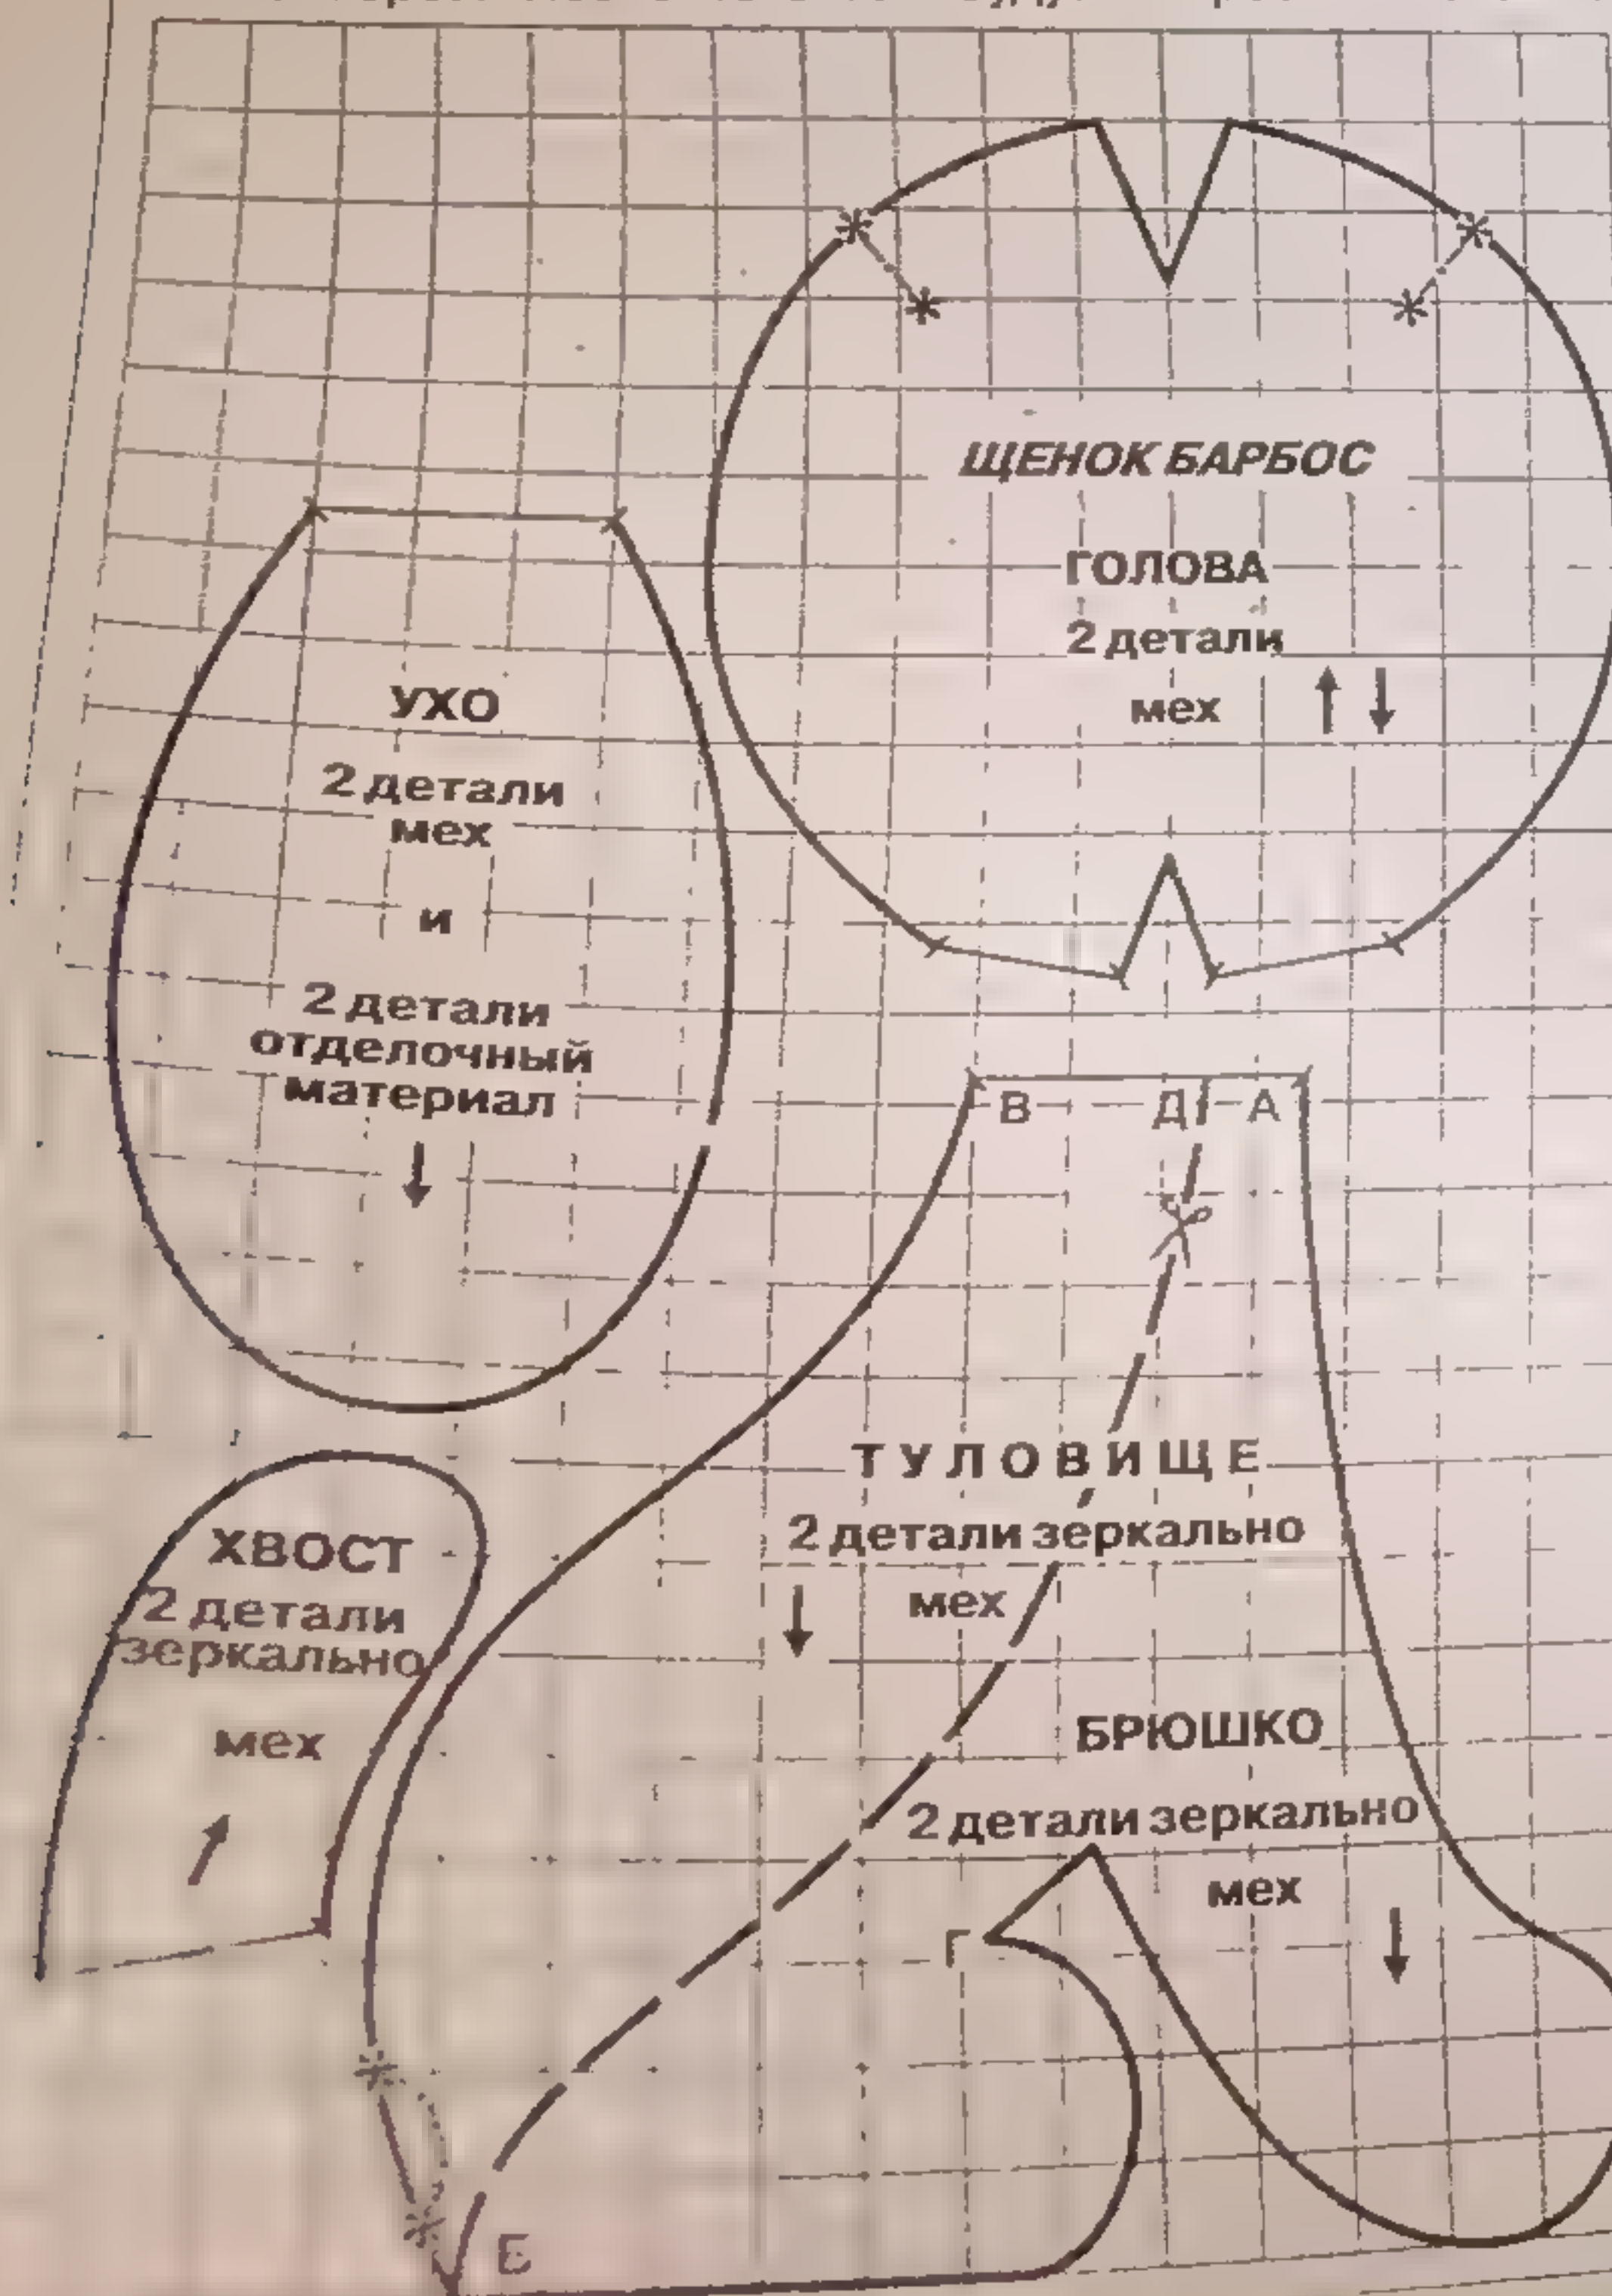 ЩЕНОК БАРБОС
ГОЛОВА
2 детали
мех
УХО
2 детали
мех
и
2 детали
отделочный
материал
В Д А
ТУЛОВИЩЕ
2 детали зеркально
мех
ХВОСТ
2 детали
зеркально
мех
БРЮШКО
2 детали зеркально
мех
Г
Б